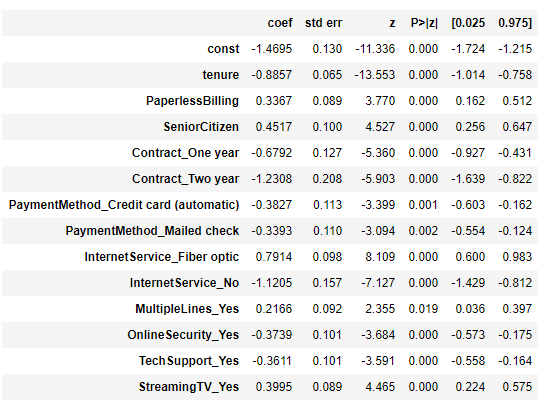 coef std err z P>|z| [0.025 0.975]
const -1.4695 0.130 -11.336 0.000 -1.724 -1.215
tenure -0.8857 0.065 -13.553 0.000 -1.014 -0.758
PaperlessBilling 0.3367 0.089 3.770 0.000 0.162 0.512
SeniorCitizen 0.4517 0.100 4.527 0.000 0.256 0.647
Contract_One year -0.6792 0.127 -5.360 0.000 -0.927 -0.431
Contract_Two year -1.2308 0.208 -5.903 0.000 -1.639 -0.822
PaymentMethod_Credit card (automatic) -0.3827 0.113 -3.399 0.001 -0.603 -0.162
PaymentMethod_Mailed check -0.3393 0.110 -3.094 0.002 -0.554 -0.124
InternetService_Fiber optic 0.7914 0.098 8.109 0.000 0.600 0.983
InternetService_No -1.1205 0.157 -7.127 0.000 -1.429 -0.812
MultipleLines_Yes 0.2166 0.092 2.355 0.019 0.036 0.397
OnlineSecurity_Yes -0.3739 0.101 -3.684 0.000 -0.573 -0.175
TechSupport_Yes -0.3611 0.101 -3.591 0.000 -0.558 -0.164
StreamingTV_Yes 0.3995 0.089 4.465 0.000 0.224 0.575